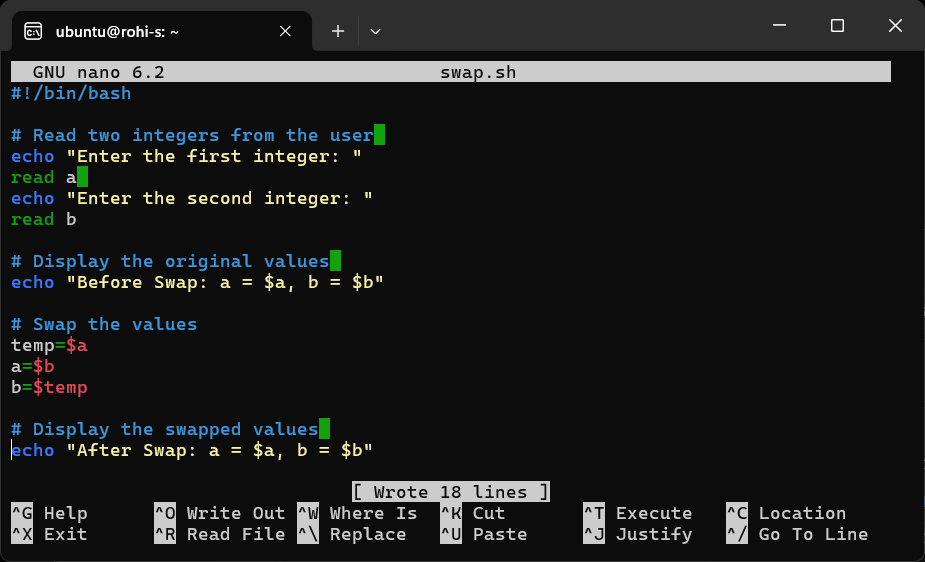 ubuntu@rohi-s: ~
GNU nano 6.2 swap.sh
#!/bin/bash
# Read two integers from the user
echo "Enter the first integer: "
read a
echo "Enter the second integer: "
read b
# Display the original values
echo "Before Swap: a = $a, b = $b"
# Swap the values
temp=$a
a=$b
b=$temp
# Display the swapped values
echo "After Swap: a = $a, b = $b"
[ Wrote 18 lines ]
^G Help ^O Write Out ^W Where Is ^K Cut ^T Execute ^C Location
^X Exit ^R Read File ^\ Replace ^U Paste ^J Justify ^/ Go To Line